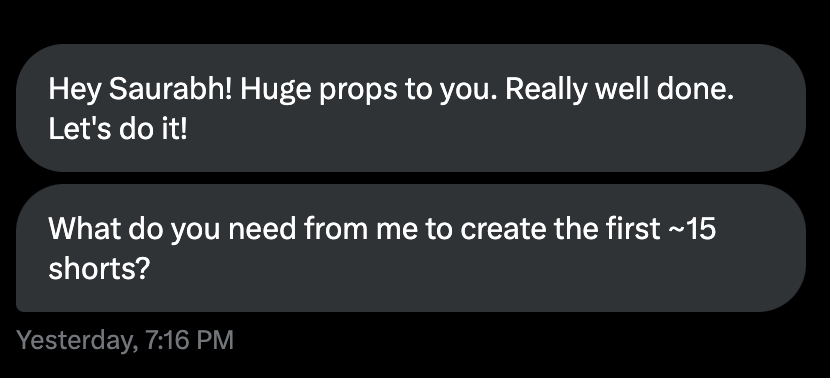 Hey Saurabh! Huge props to you. Really well done.
Let's do it!
What do you need from me to create the first ~15
shorts?
Yesterday, 7:16 PM